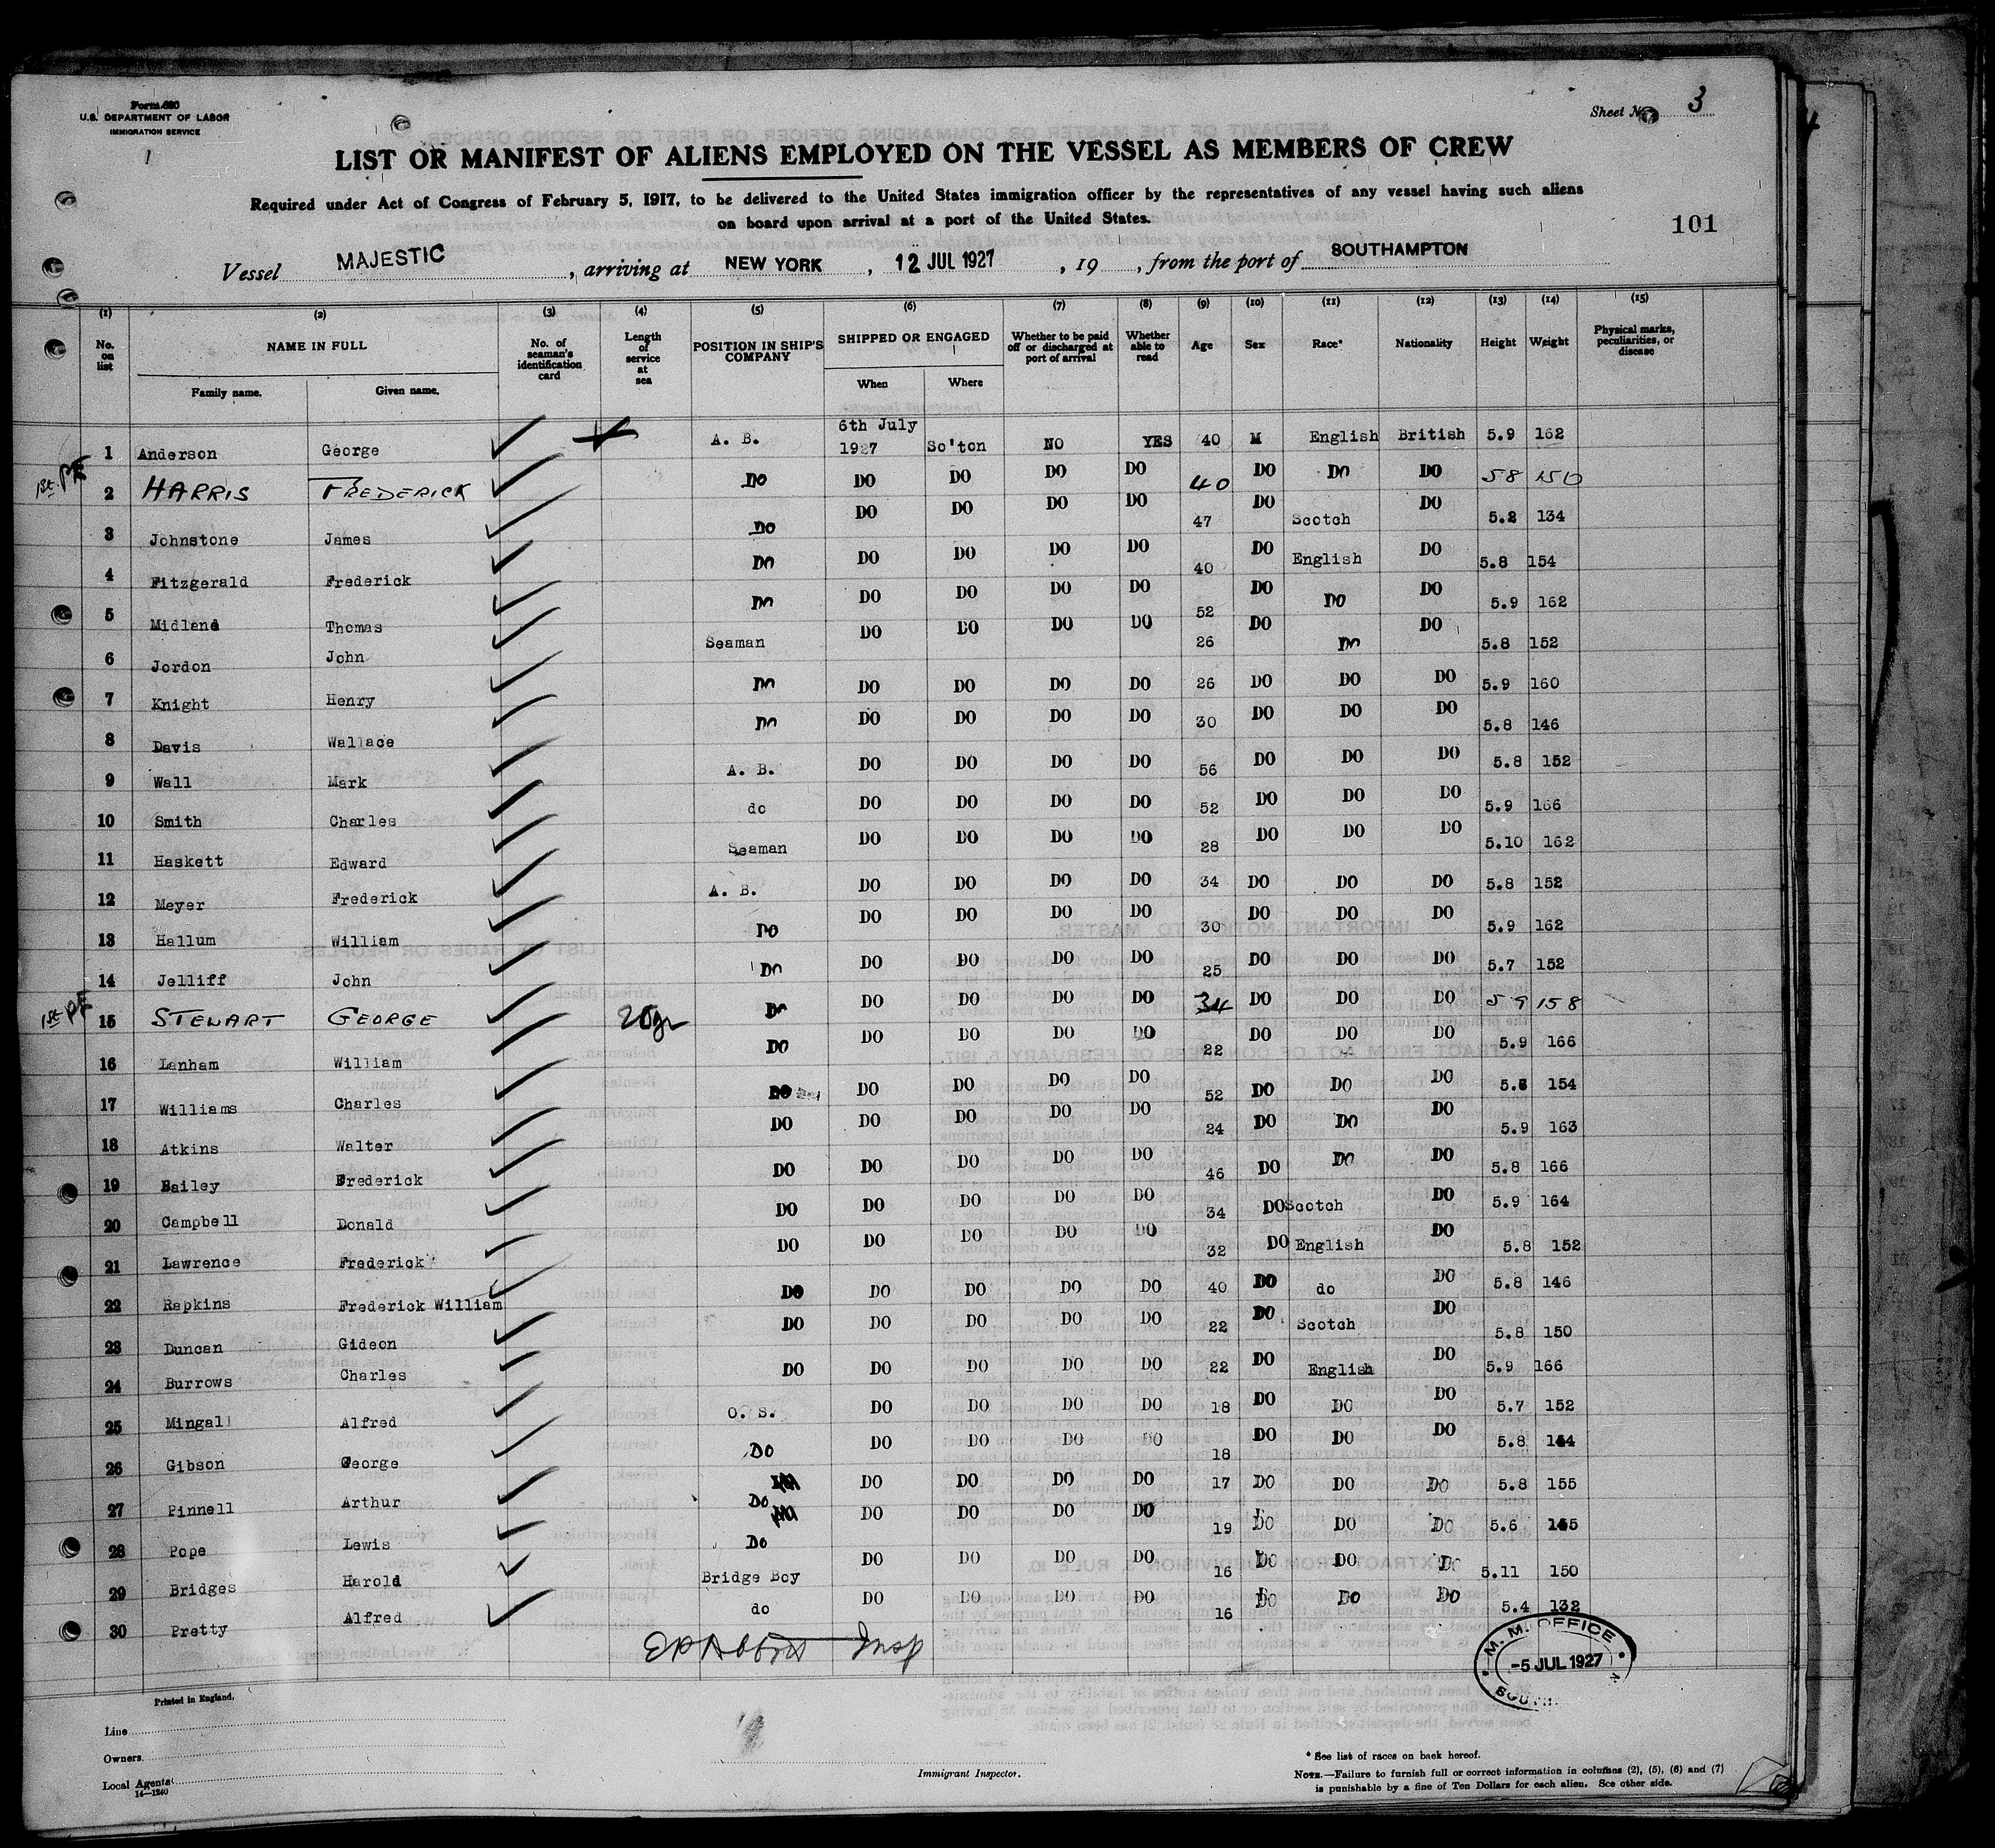 Form 680
U.S. DEPARTMENT OF LABOR
IMMIGRATION SERVICE
Sheet No. 3
LIST OR MANIFEST OF ALIENS EMPLOYED ON THE VESSEL AS MEMBERS OF CREW
Required under Act of Congress of February 5, 1917, to be delivered to the United States immigration officer by the representatives of any vessel having such aliens
on board upon arrival at a port of the United States.
101
Vessel MAJESTIC, arriving at NEW YORK, 12 JUL 1927, 19, from the port of SOUTHAMPTON
(1) (2) (3) (4) (5) (6) (7) (8) (9) (10) (11) (12) (13) (14) (15)
No. on list NAME IN FULL Family name. Given name. No. of seaman's identification card Length of service at sea POSITION IN SHIP'S COMPANY SHIPPED OR ENGAGED When Where Whether to be paid off or discharged at port of arrival Whether able to read Age Sex Race* Nationality Height Weight Physical marks, peculiarities, or disease
1 Anderson George A. B. 6th July 1927 So'ton NO YES 40 M English British 5.9 162
1st PE 2 HARRIS FREDERICK DO DO DO DO DO 40 DO DO DO 5 8 150
3 Johnstone James DO DO DO DO DO 47 DO Scotch DO 5.8 134
4 Fitzgerald Frederick DO DO DO DO DO 40 DO English DO 5.8 154
5 Midland Thomas DO DO DO DO DO 52 DO DO DO 5.9 162
6 Jordon John Seaman DO DO DO DO 26 DO DO DO 5.8 152
7 Knight Henry DO DO DO DO DO 26 DO DO DO 5.9 160
8 Davis Wallace DO DO DO DO DO 30 DO DO DO 5.8 146
9 Wall Mark A. B. DO DO DO DO 56 DO DO DO 5.8 152
10 Smith Charles do DO DO DO DO 52 DO DO DO 5.9 166
11 Haskett Edward Seaman DO DO DO DO 28 DO DO DO 5.10 162
12 Meyer Frederick A. B. DO DO DO DO 34 DO DO DO 5.8 152
13 Hallum William DO DO DO DO DO 30 DO DO DO 5.9 162
14 Jelliff John DO DO DO DO DO 25 DO DO DO 5.7 152
1st PE 15 STEWART GEORGE DO DO DO DO DO 34 DO DO DO 5 9 158
16 Lanham William DO DO DO DO DO 22 DO DO DO 5.9 166
17 Williams Charles DO DO DO DO DO 52 DO DO DO 5.8 154
18 Atkins Walter DO DO DO DO DO 24 DO DO DO 5.9 163
19 Bailey Frederick DO DO DO DO DO 46 DO DO DO 5.8 166
20 Campbell Donald DO DO DO DO DO 34 DO Scotch DO 5.9 164
21 Lawrence Frederick DO DO DO DO DO 32 DO English DO 5.8 152
22 Rapkins Frederick William DO DO DO DO DO 40 DO do DO 5.8 146
23 Duncan Gideon DO DO DO DO DO 22 DO Scotch DO 5.8 150
24 Burrows Charles DO DO DO DO DO 22 DO English DO 5.9 166
25 Mingall Alfred O. S. DO DO DO DO 18 DO DO DO 5.7 152
26 Gibson George DO DO DO DO DO 18 DO DO DO 5.8 144
27 Pinnell Arthur DO DO DO DO DO 17 DO DO DO 5.8 155
28 Pope Lewis DO DO DO DO DO 19 DO DO DO 5.6 145
29 Bridges Harold Bridge Boy DO DO DO DO 16 DO DO DO 5.11 150
30 Pretty Alfred do DO DO DO DO 16 DO DO DO 5.4 132
Insp
M. M. OFFICE
-5 JUL 1927
Printed in England.
Line
Owners
Local Agents
14—1240
Immigrant Inspector.
* See list of races on back hereof.
NOTE.—Failure to furnish full or correct information in columns (2), (5), (6) and (7)
is punishable by a fine of Ten Dollars for each alien. See other side.